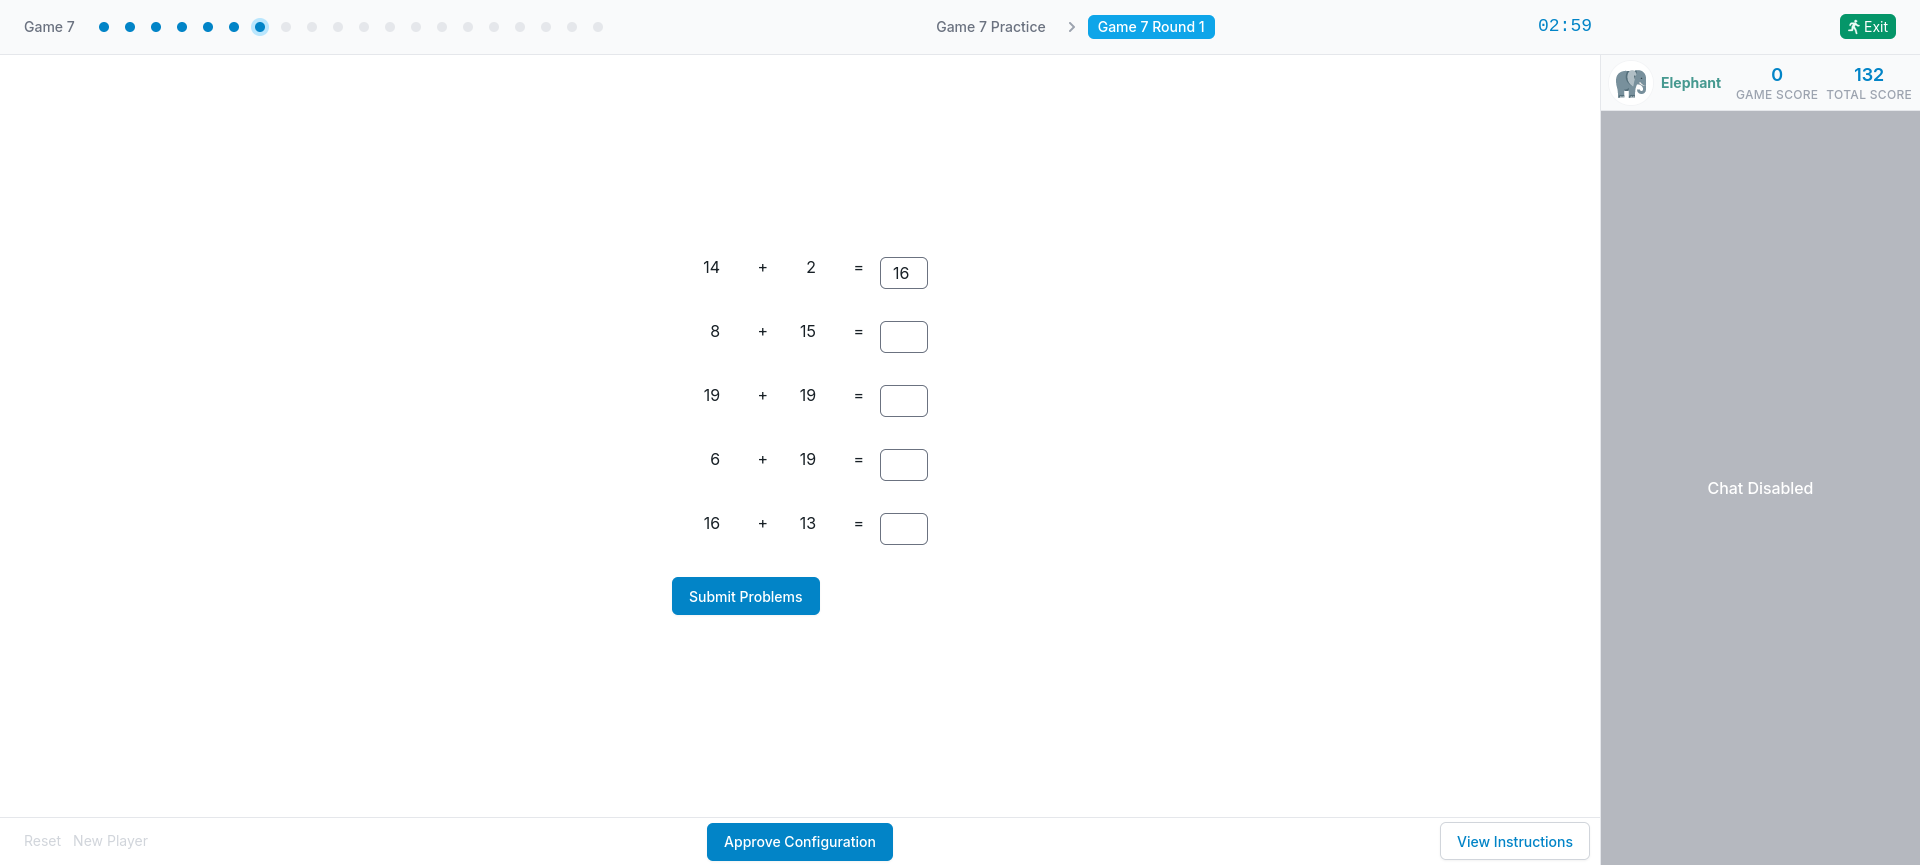 Game 7
Game 7 Practice
Game 7 Round 1
02:59
Exit
Elephant
0
GAME SCORE
132
TOTAL SCORE
14 + 2 = 16
8 + 15 =
19 + 19 =
6 + 19 =
16 + 13 =
Submit Problems
Chat Disabled
Reset New Player
Approve Configuration
View Instructions